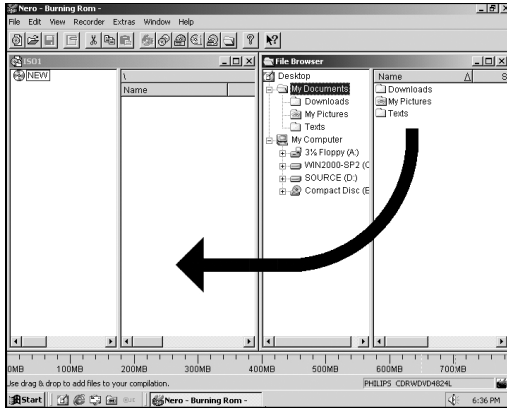 Nero - Burning Rom -
File Edit View Recorder Extras Window Help
ISO1
NEW
\
Name
File Browser
Desktop
My Documents
Downloads
My Pictures
Texts
My Computer
3½ Floppy (A:)
WIN2000-SP2 (C
SOURCE (D:)
Compact Disc (E
Name S
Downloads
My Pictures
Texts
0MB 100MB 200MB 300MB 400MB 500MB 600MB 700MB
Use drag & drop to add files to your compilation. PHILIPS CDRWDVD4824L
Start Nero - Burning Rom - 6:36 PM